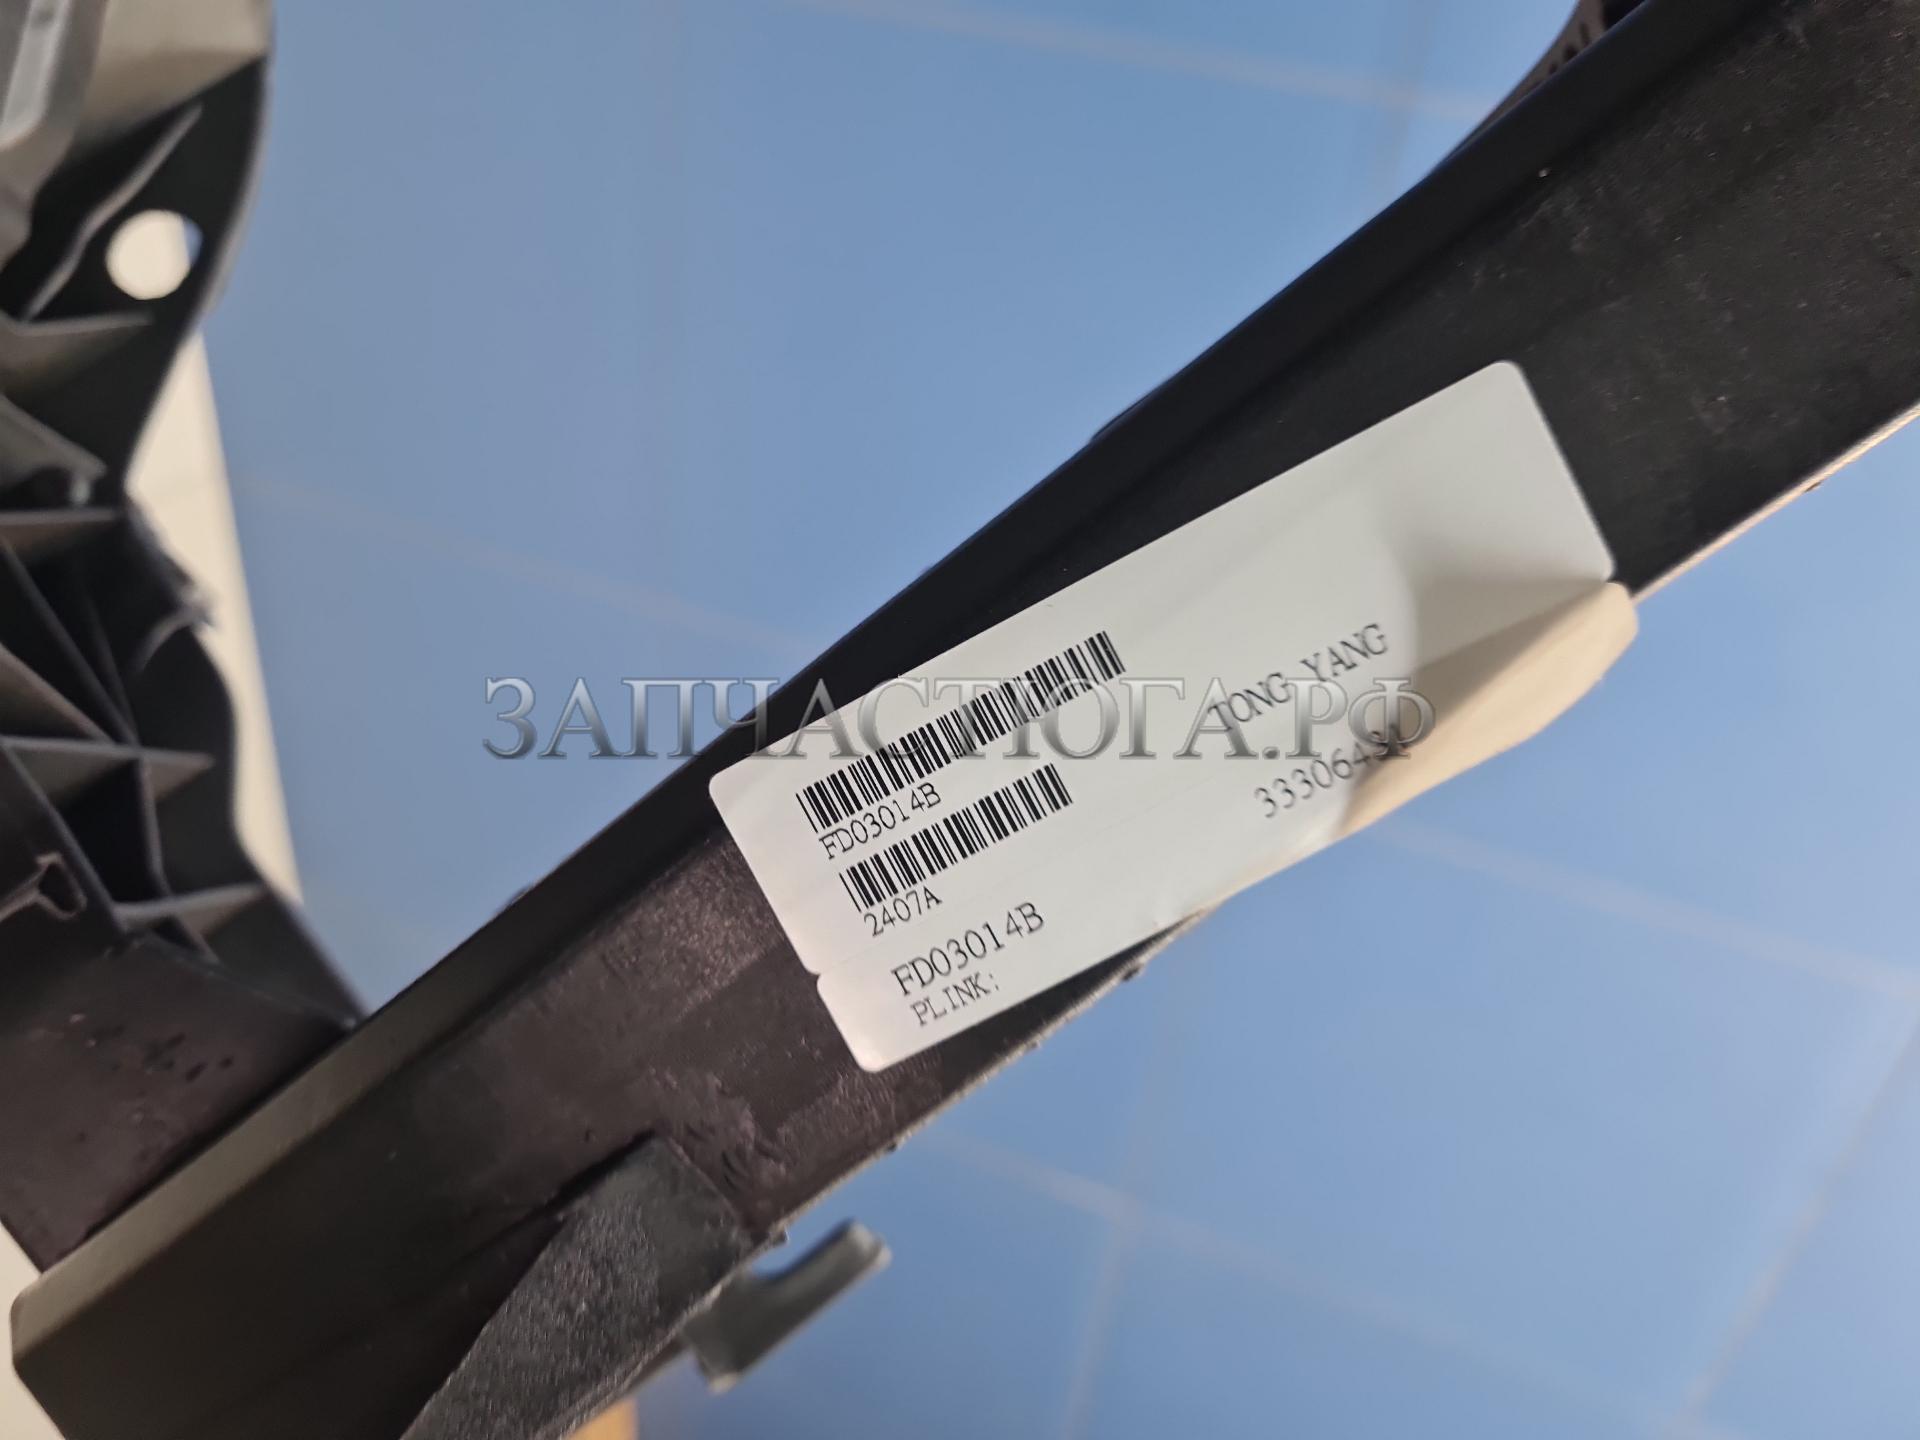 ЗАПЧАСТЮГА.РФ
FD03014B
TONG YANG
2407A
FD03014B
PLINK: